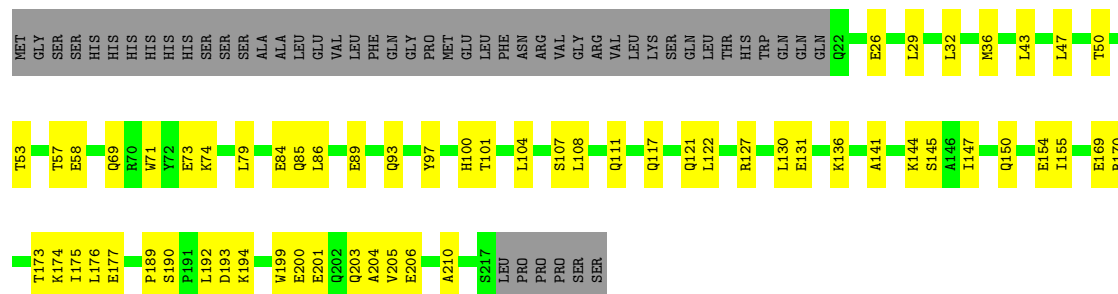 MET GLY SER SER HIS HIS HIS HIS HIS HIS SER SER SER ALA ALA LEU GLU VAL LEU PHE GLN GLY PRO MET GLU LEU PHE ASN ARG VAL GLY ARG VAL LEU LYS SER GLN LEU THR HIS TRP GLN GLN GLN Q22 E26 L29 L32 M36 L43 L47 T50
T53 T57 E58 Q69 R70 W71 Y72 E73 K74 L79 E84 Q85 L86 E89 Q93 Y97 H100 T101 L104 S107 L108 Q111 Q117 Q121 L122 R127 L130 E131 K136 A141 K144 S145 A146 I147 Q150 E154 I155 E169 R170
T173 K174 I175 L176 E177 P189 S190 P191 L192 D193 K194 W199 E200 E201 Q202 Q203 A204 V205 E206 A210 S217 LEU PRO PRO PRO SER SER